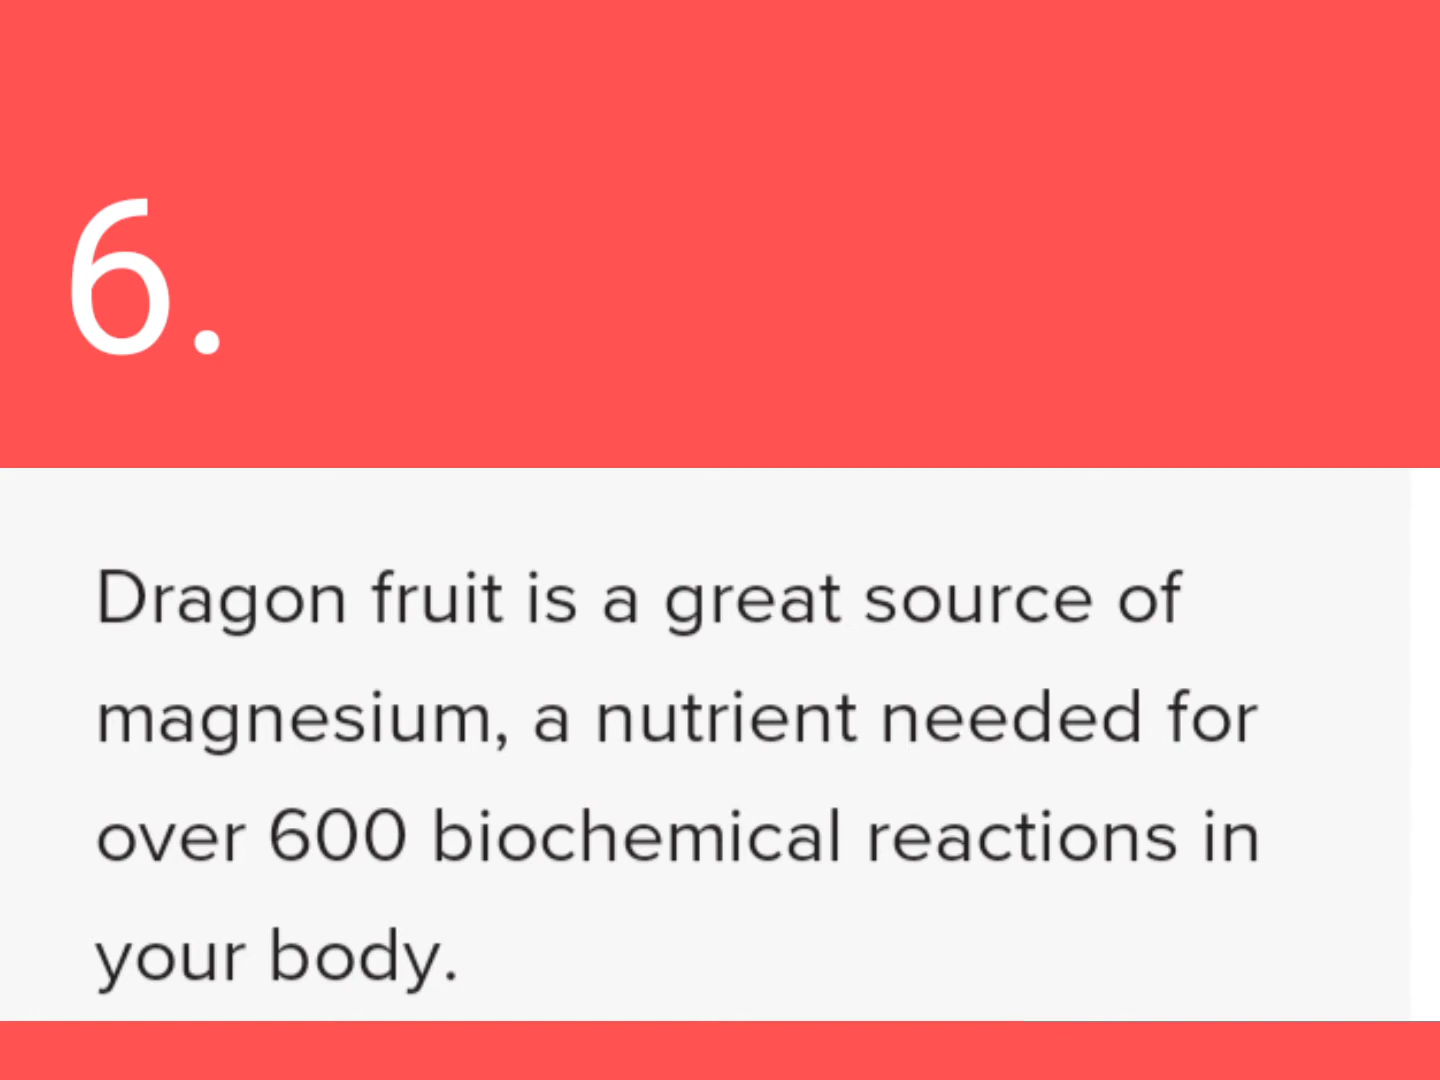 6.
Dragon fruit is a great source of
magnesium, a nutrient needed for
over 600 biochemical reactions in
your body.